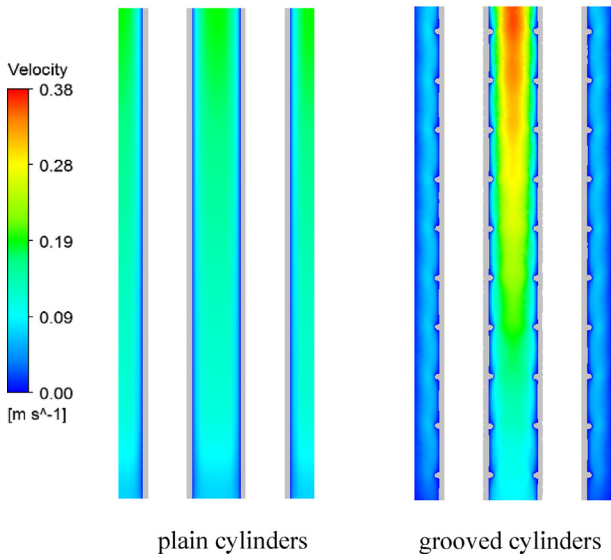 Velocity
0.38
0.28
0.19
0.09
0.00
[m s^-1]
plain cylinders
grooved cylinders